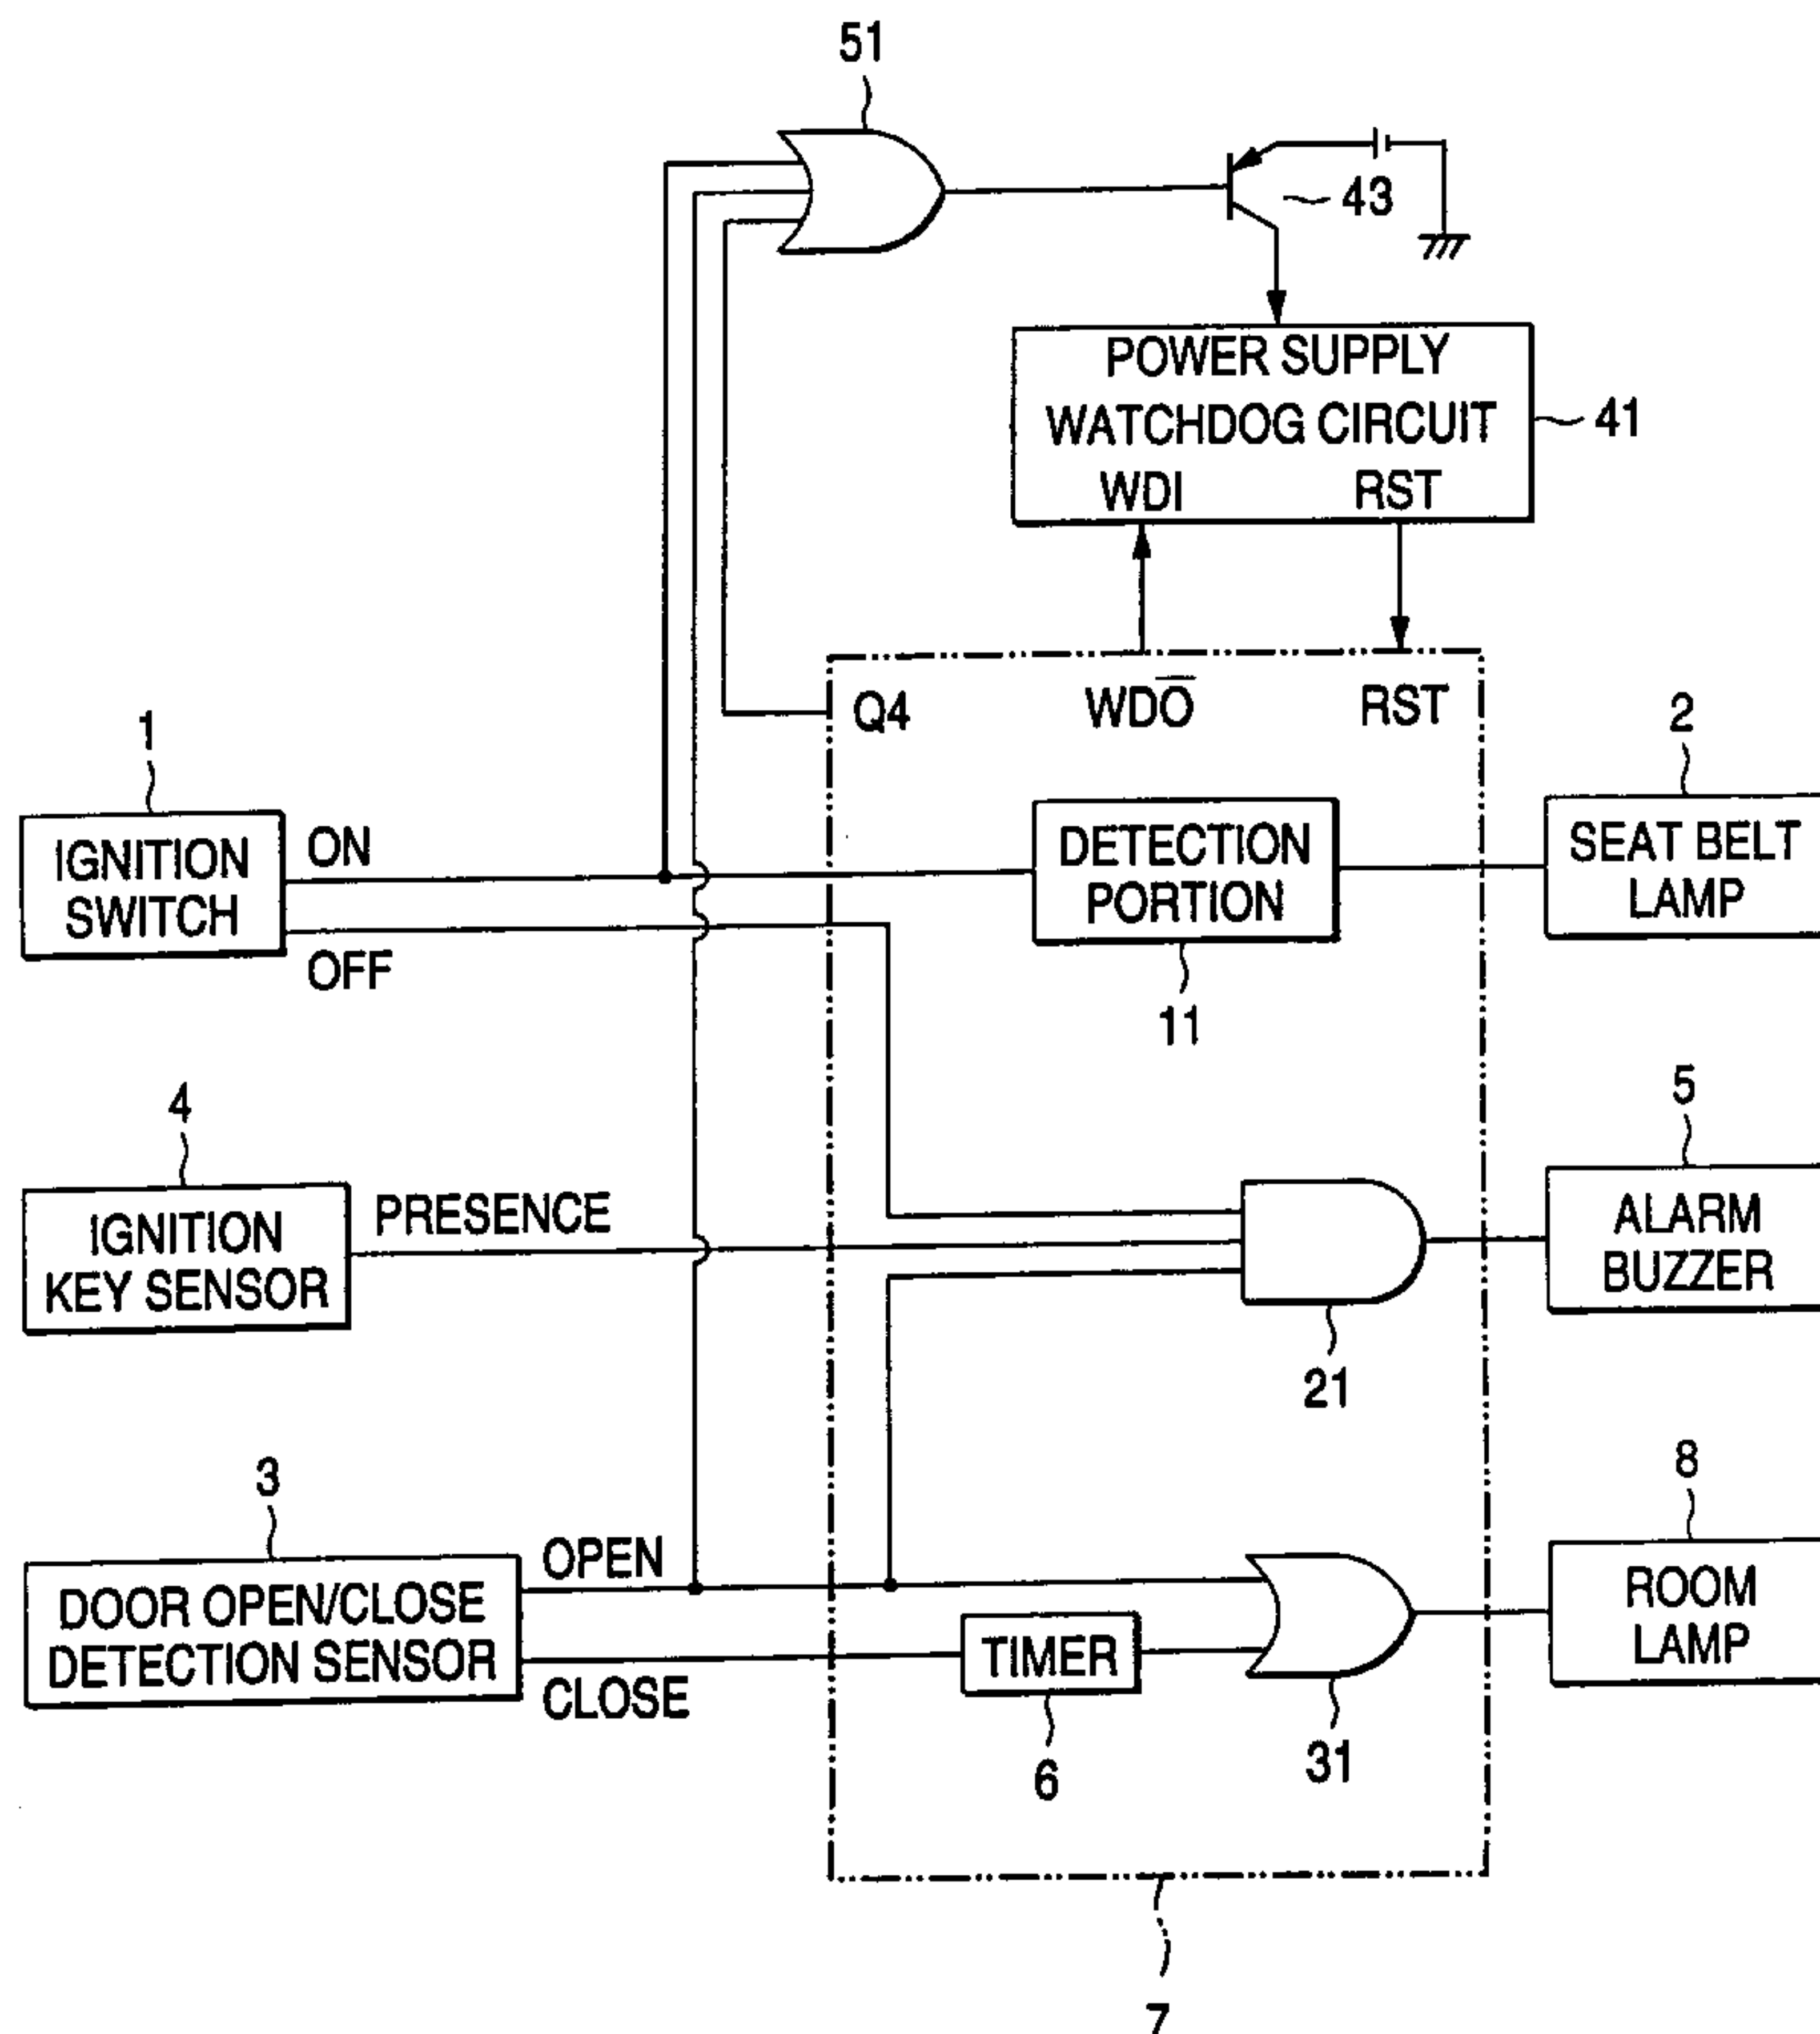 51
43
POWER SUPPLY
WATCHDOG CIRCUIT
WDI RST
41
Q4 WDO̅ RST
1
IGNITION
SWITCH
ON
OFF
DETECTION
PORTION
11
2
SEAT BELT
LAMP
4
IGNITION
KEY SENSOR
PRESENCE
21
5
ALARM
BUZZER
3
DOOR OPEN/CLOSE
DETECTION SENSOR
OPEN
CLOSE
TIMER
6
31
8
ROOM
LAMP
7